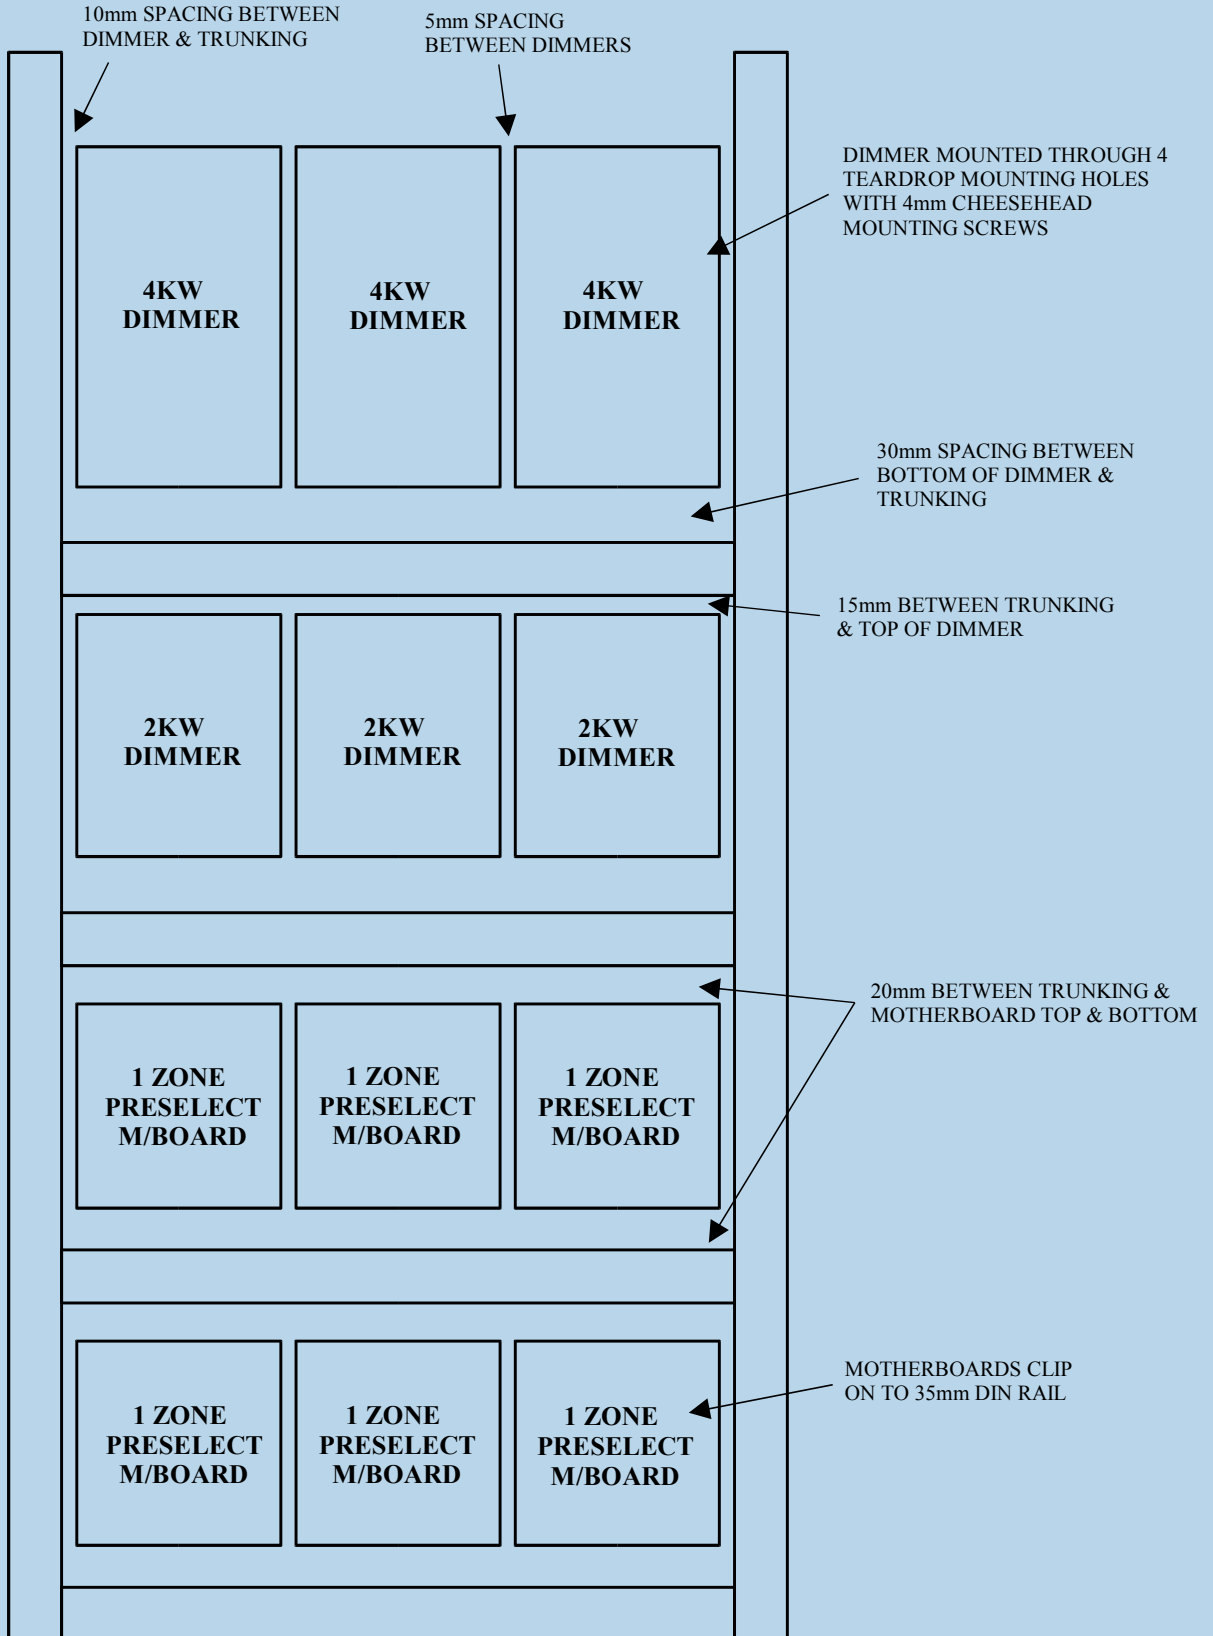 10mm SPACING BETWEEN
DIMMER & TRUNKING
5mm SPACING
BETWEEN DIMMERS
DIMMER MOUNTED THROUGH 4
TEARDROP MOUNTING HOLES
WITH 4mm CHEESEHEAD
MOUNTING SCREWS
4KW
DIMMER
4KW
DIMMER
4KW
DIMMER
30mm SPACING BETWEEN
BOTTOM OF DIMMER &
TRUNKING
15mm BETWEEN TRUNKING
& TOP OF DIMMER
2KW
DIMMER
2KW
DIMMER
2KW
DIMMER
20mm BETWEEN TRUNKING &
MOTHERBOARD TOP & BOTTOM
1 ZONE
PRESELECT
M/BOARD
1 ZONE
PRESELECT
M/BOARD
1 ZONE
PRESELECT
M/BOARD
MOTHERBOARDS CLIP
ON TO 35mm DIN RAIL
1 ZONE
PRESELECT
M/BOARD
1 ZONE
PRESELECT
M/BOARD
1 ZONE
PRESELECT
M/BOARD